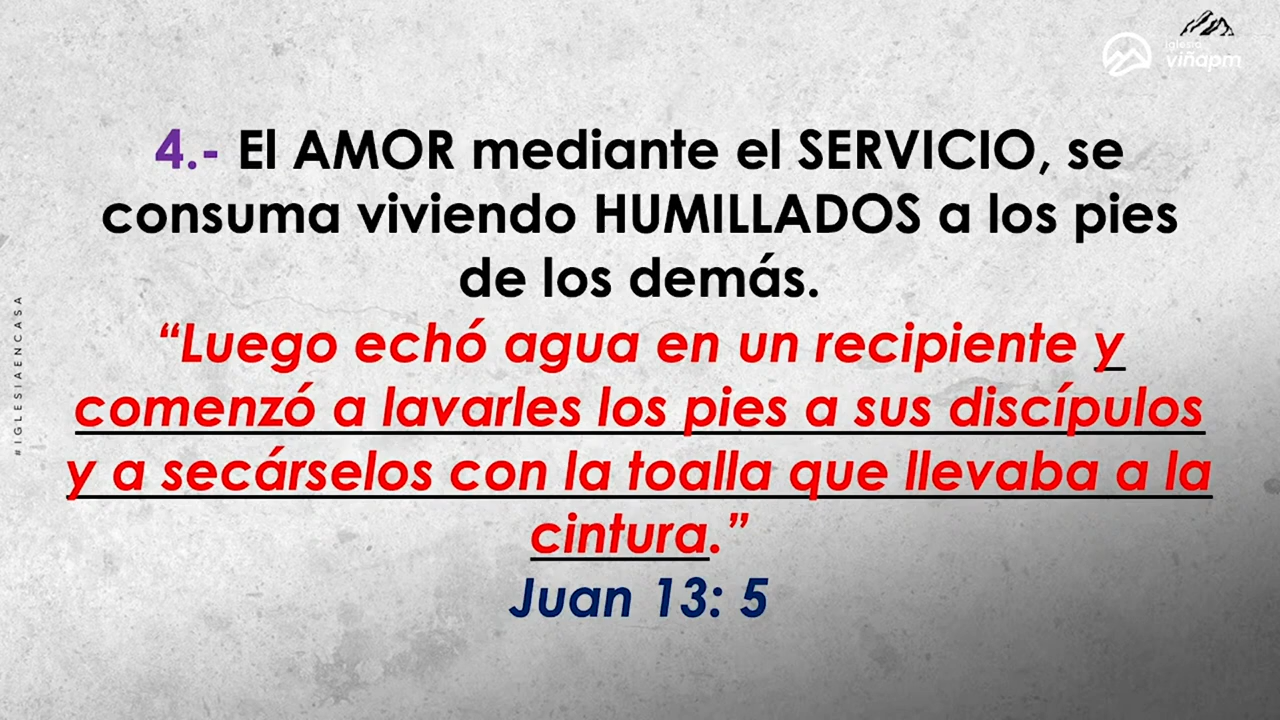 iglesia
viñapm
4.- El AMOR mediante el SERVICIO, se
consuma viviendo HUMILLADOS a los pies
de los demás.
“Luego echó agua en un recipiente y
comenzó a lavarles los pies a sus discípulos
y a secárselos con la toalla que llevaba a la
cintura.”
Juan 13: 5
#IGLESIAENCASA